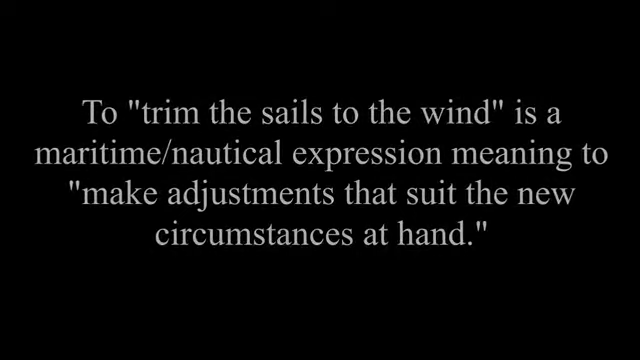 To "trim the sails to the wind" is a
maritime/nautical expression meaning to
"make adjustments that suit the new
circumstances at hand."